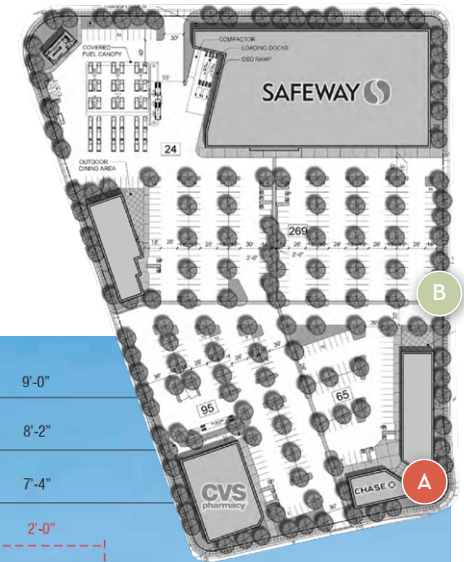 COMPACTOR
LOADING DOCKS
GSO RAMP
COVERED
FUEL CANOPY
SAFEWAY
24
OUTDOOR
DINING AREA
269
B
95
65
CVS
pharmacy
CHASE
A
9'-0"
8'-2"
7'-4"
2'-0"